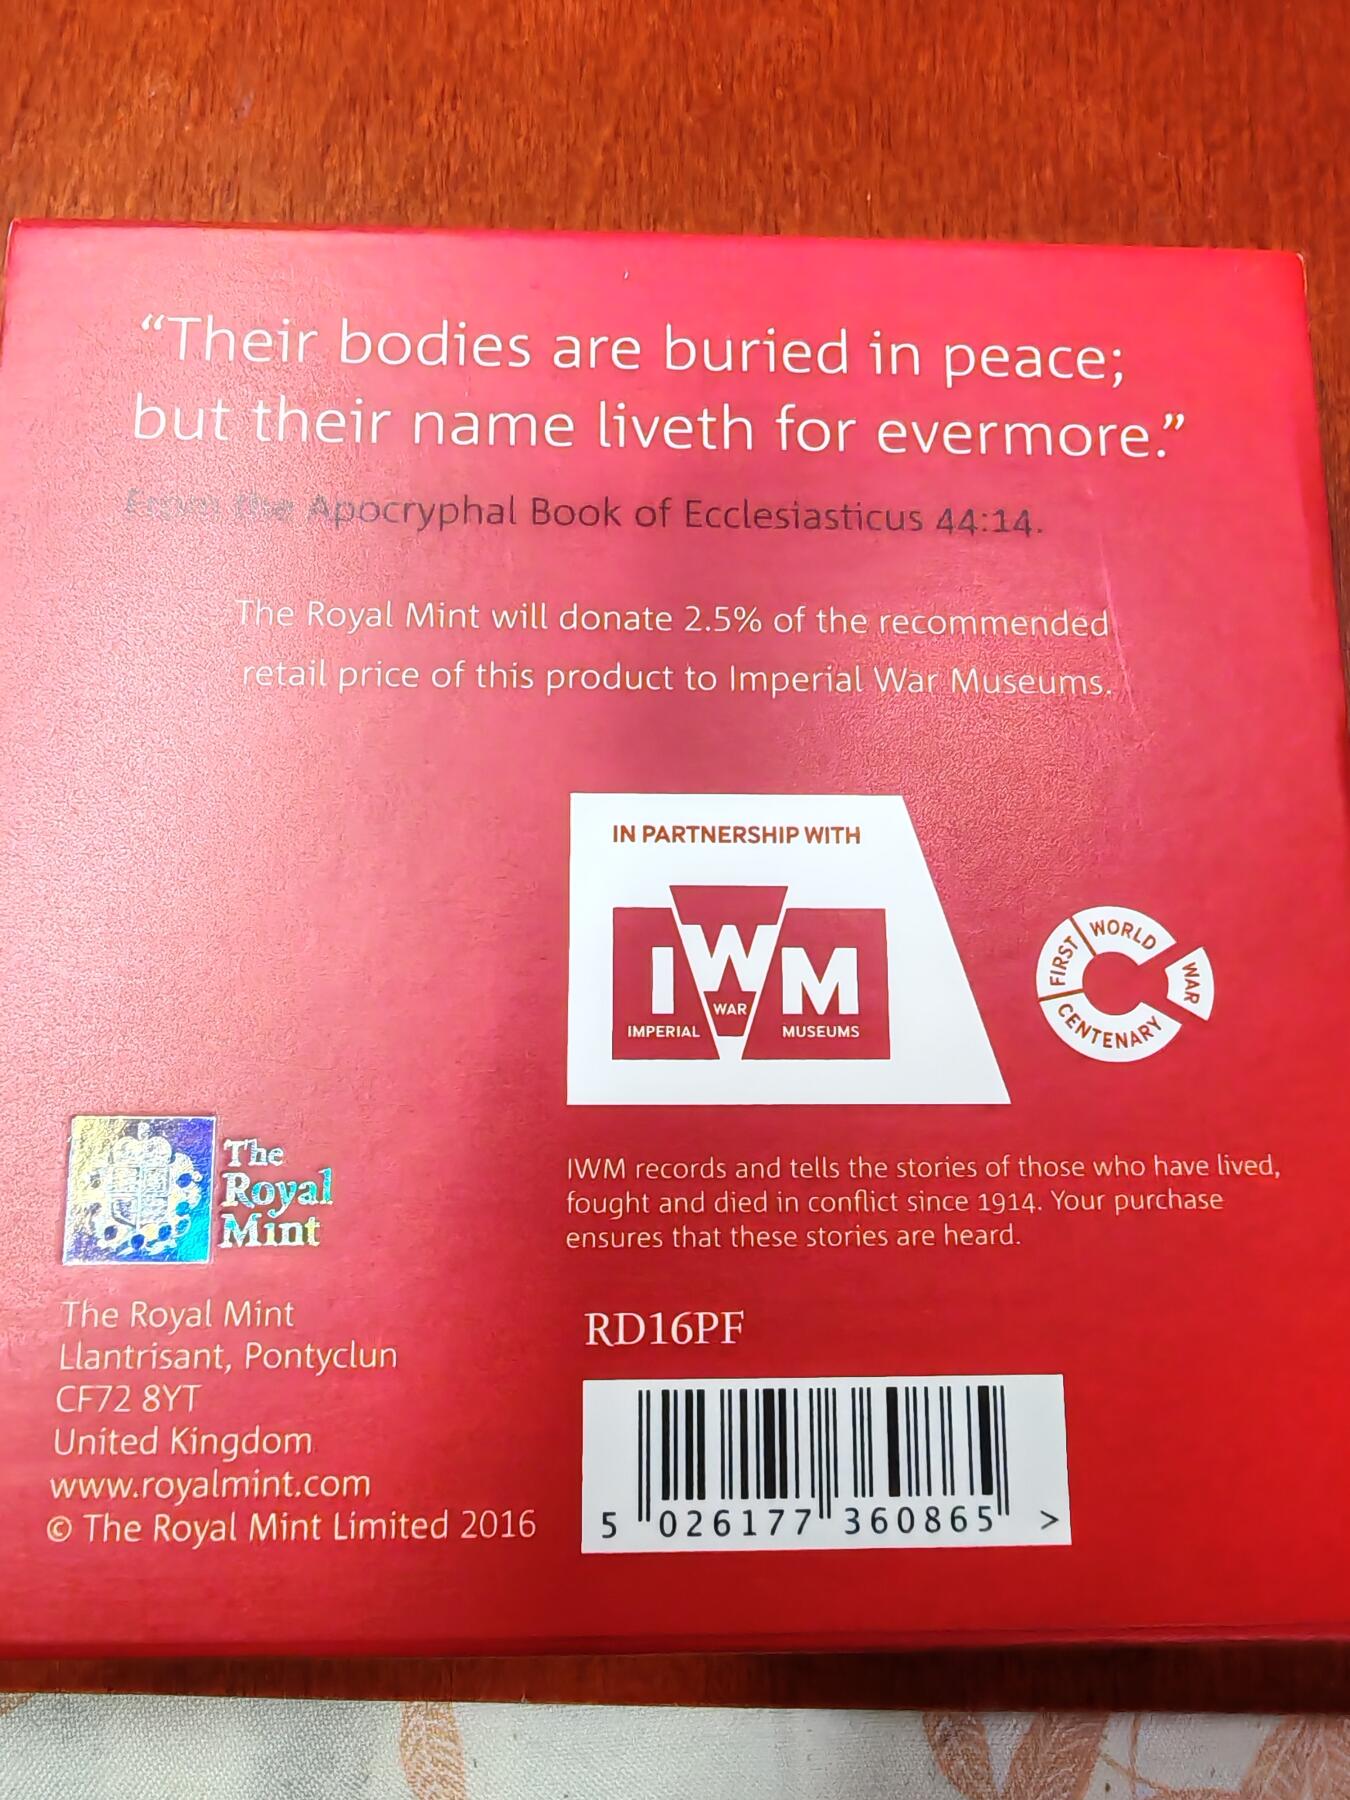 “Their bodies are buried in peace;
but their name liveth for evermore.”
From the Apocryphal Book of Ecclesiasticus 44:14.
The Royal Mint will donate 2.5% of the recommended
retail price of this product to Imperial War Museums.
IN PARTNERSHIP WITH
IWM
IMPERIAL WAR MUSEUMS
FIRST WORLD WAR CENTENARY
IWM records and tells the stories of those who have lived,
fought and died in conflict since 1914. Your purchase
ensures that these stories are heard.
The
Royal
Mint
The Royal Mint
Llantrisant, Pontyclun
CF72 8YT
United Kingdom
www.royalmint.com
© The Royal Mint Limited 2016
RD16PF
5 026177 360865 >